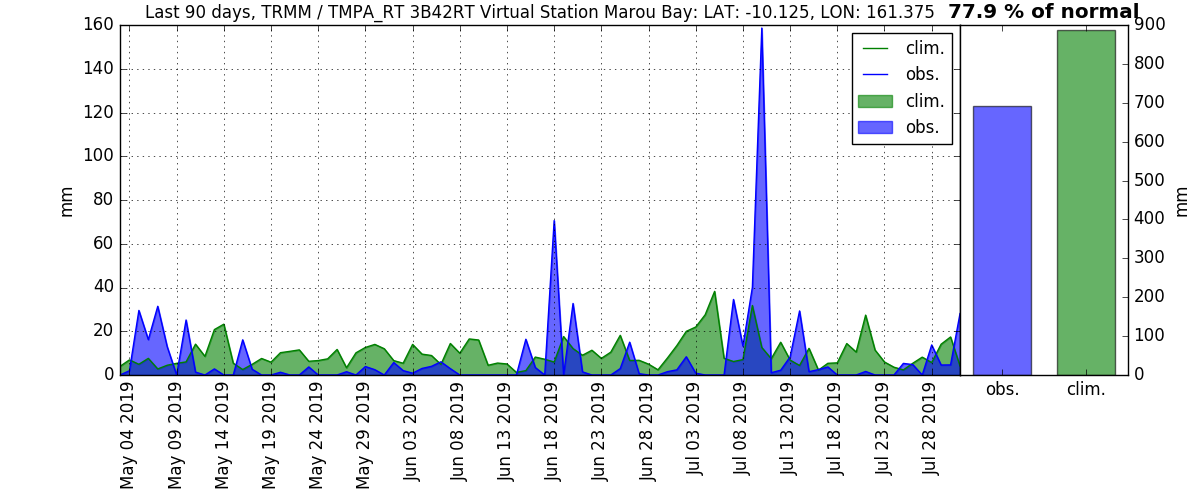 Last 90 days, TRMM / TMPA_RT 3B42RT Virtual Station Marou Bay: LAT: -10.125, LON: 161.375 77.9 % of normal
160
140
120
100
80
60
40
20
0
mm
clim.
obs.
clim.
obs.
900
800
700
600
500
400
300
200
100
0
mm
May 04 2019
May 09 2019
May 14 2019
May 19 2019
May 24 2019
May 29 2019
Jun 03 2019
Jun 08 2019
Jun 13 2019
Jun 18 2019
Jun 23 2019
Jun 28 2019
Jul 03 2019
Jul 08 2019
Jul 13 2019
Jul 18 2019
Jul 23 2019
Jul 28 2019
obs.
clim.